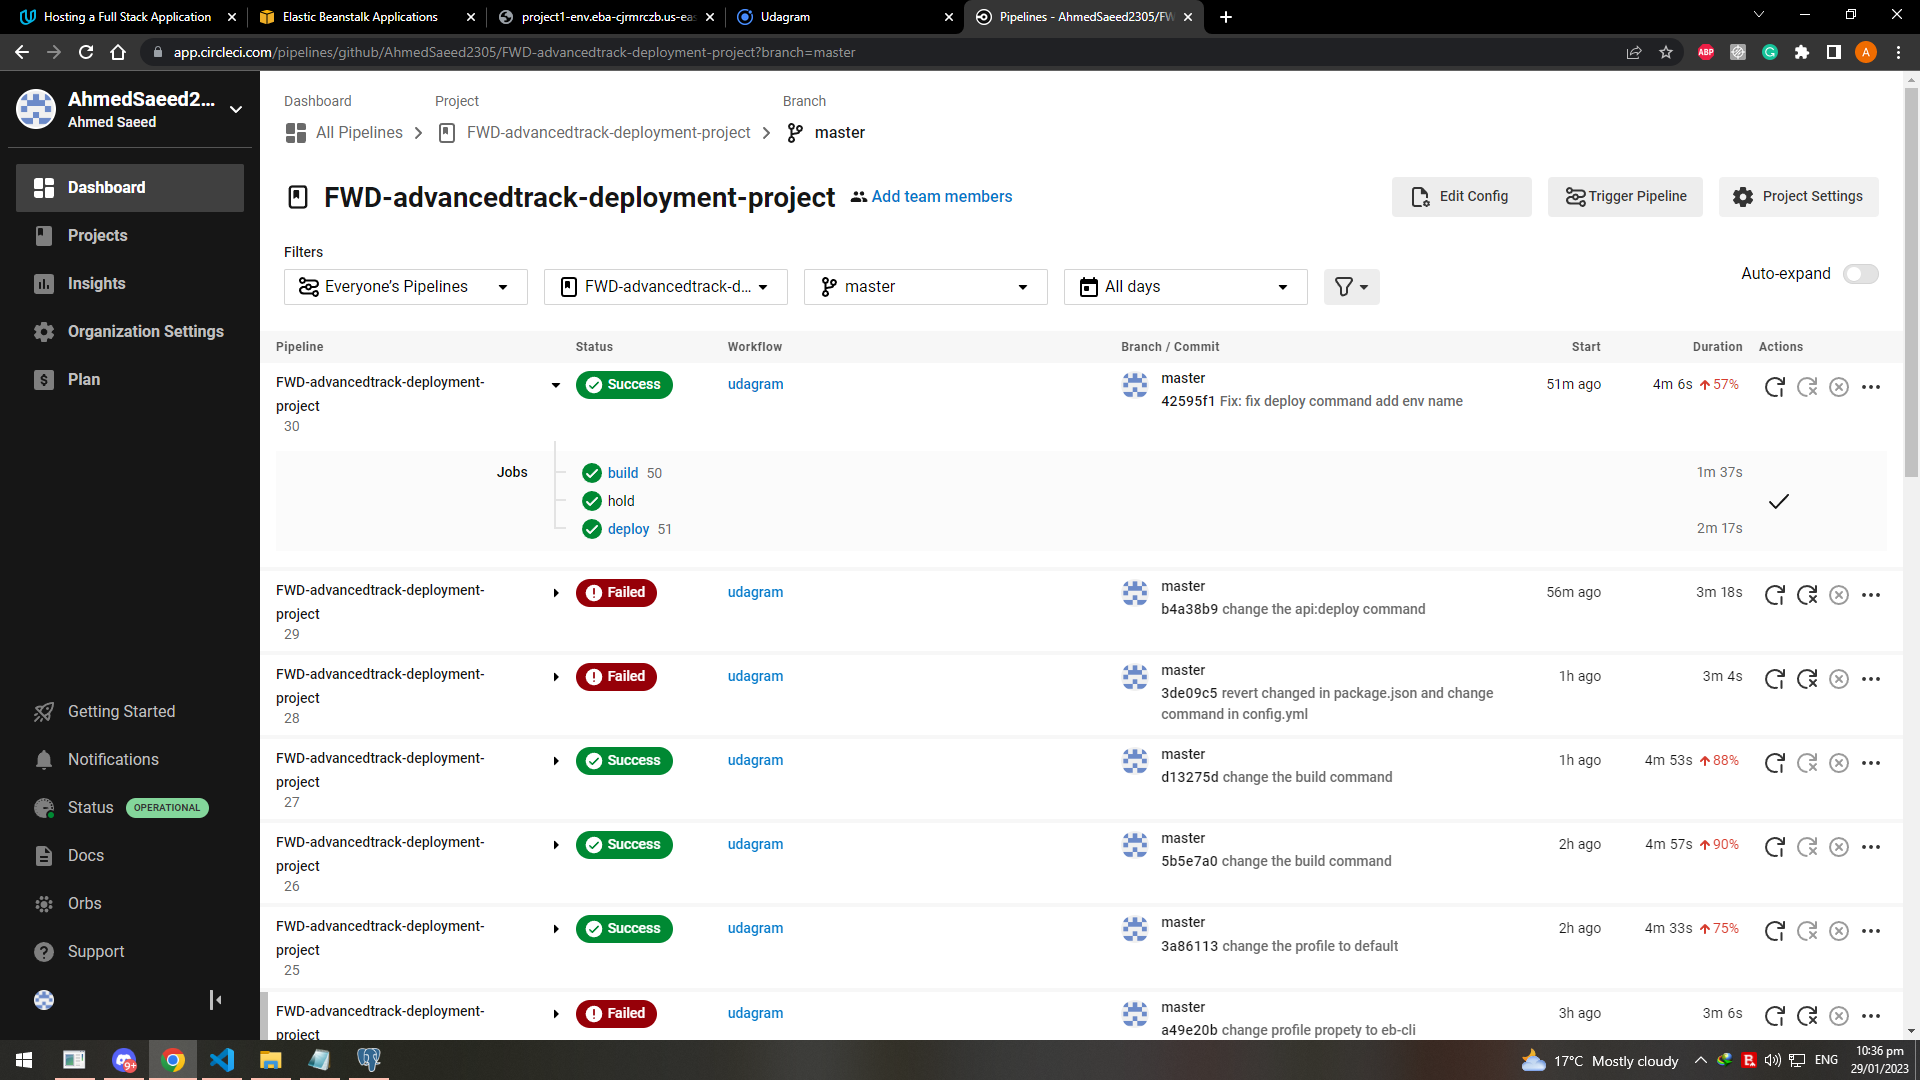 Hosting a Full Stack Application
Elastic Beanstalk Applications
project1-env.eba-cjrmrczb.us-eas
Udagram
Pipelines - AhmedSaeed2305/FW
app.circleci.com/pipelines/github/AhmedSaeed2305/FWD-advancedtrack-deployment-project?branch=master
ABP
A
AhmedSaeed2...
Ahmed Saeed
Dashboard
Projects
Insights
Organization Settings
Plan
Getting Started
Notifications
Status OPERATIONAL
Docs
Orbs
Support
Dashboard Project Branch
All Pipelines FWD-advancedtrack-deployment-project master
FWD-advancedtrack-deployment-project
Add team members
Edit Config
Trigger Pipeline
Project Settings
Filters
Everyone’s Pipelines
FWD-advancedtrack-d...
master
All days
Auto-expand
Pipeline Status Workflow Branch / Commit Start Duration Actions
FWD-advancedtrack-deployment-
project
30
Success
udagram
master
42595f1 Fix: fix deploy command add env name
51m ago
4m 6s 57%
Jobs
build 50
1m 37s
hold
deploy 51
2m 17s
FWD-advancedtrack-deployment-
project
29
Failed
udagram
master
b4a38b9 change the api:deploy command
56m ago
3m 18s
FWD-advancedtrack-deployment-
project
28
Failed
udagram
master
3de09c5 revert changed in package.json and change
command in config.yml
1h ago
3m 4s
FWD-advancedtrack-deployment-
project
27
Success
udagram
master
d13275d change the build command
1h ago
4m 53s 88%
FWD-advancedtrack-deployment-
project
26
Success
udagram
master
5b5e7a0 change the build command
2h ago
4m 57s 90%
FWD-advancedtrack-deployment-
project
25
Success
udagram
master
3a86113 change the profile to default
2h ago
4m 33s 75%
FWD-advancedtrack-deployment-
project
Failed
udagram
master
a49e20b change profile propety to eb-cli
3h ago
3m 6s
9+
17°C Mostly cloudy
ENG
10:36 pm
29/01/2023